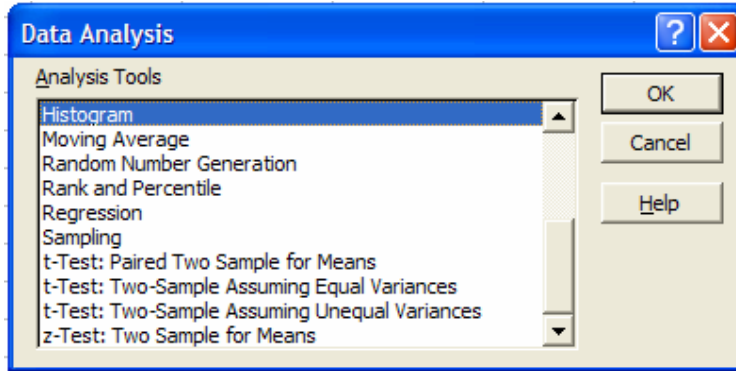 Data Analysis
Analysis Tools
Histogram
Moving Average
Random Number Generation
Rank and Percentile
Regression
Sampling
t-Test: Paired Two Sample for Means
t-Test: Two-Sample Assuming Equal Variances
t-Test: Two-Sample Assuming Unequal Variances
z-Test: Two Sample for Means
OK
Cancel
Help